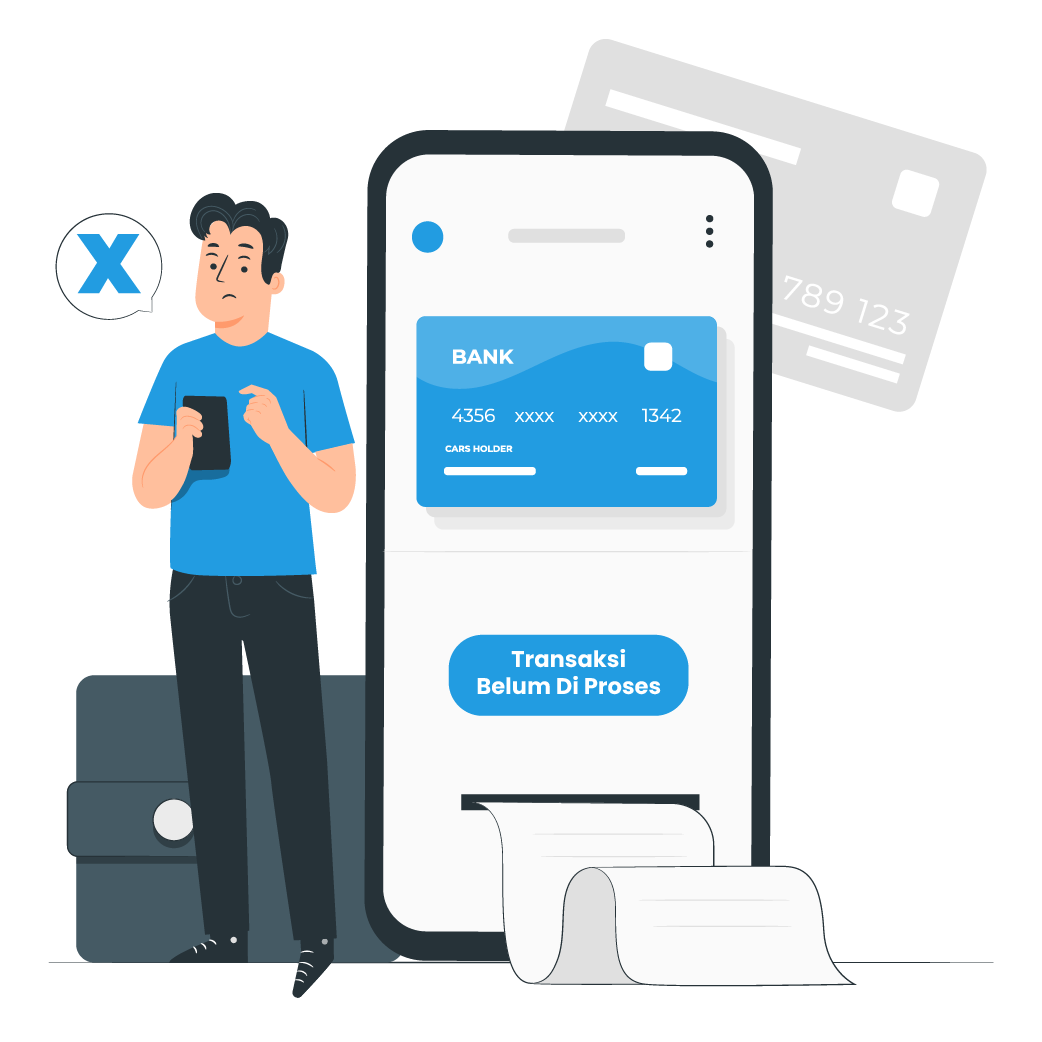 X
789 123
BANK
4356 xxxx xxxx 1342
CARS HOLDER
Transaksi
Belum Di Proses